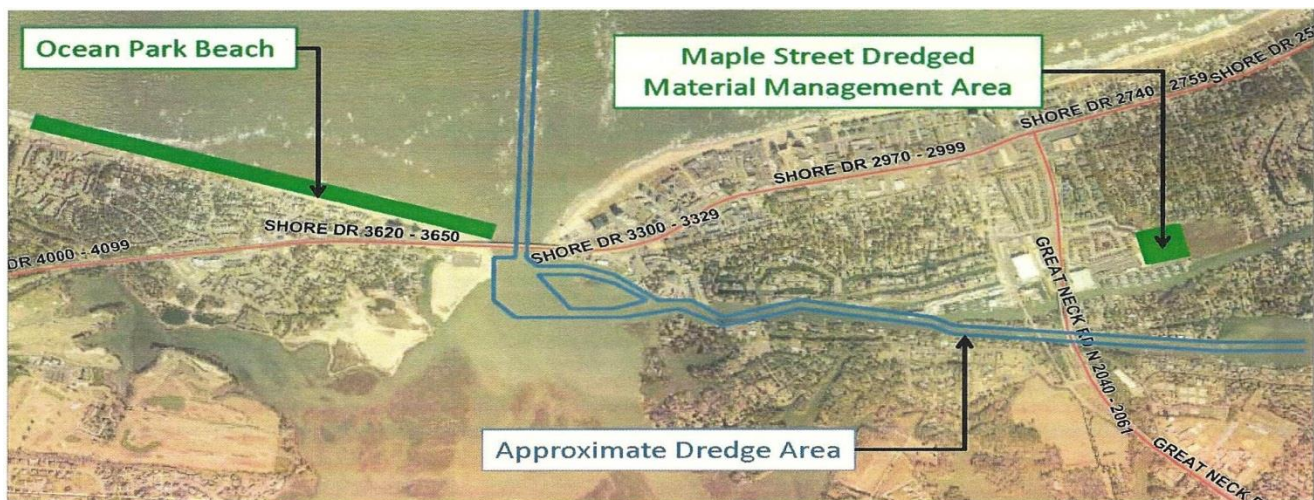 Ocean Park Beach
Maple Street Dredged
Material Management Area
SHORE DR 25
SHORE DR 2740 - 2759
SHORE DR 2970 - 2999
SHORE DR 3300 - 3329
SHORE DR 3620 - 3650
DR 4000 - 4099
GREAT NECK RD N 2040 - 2061
GREAT NECK R
Approximate Dredge Area